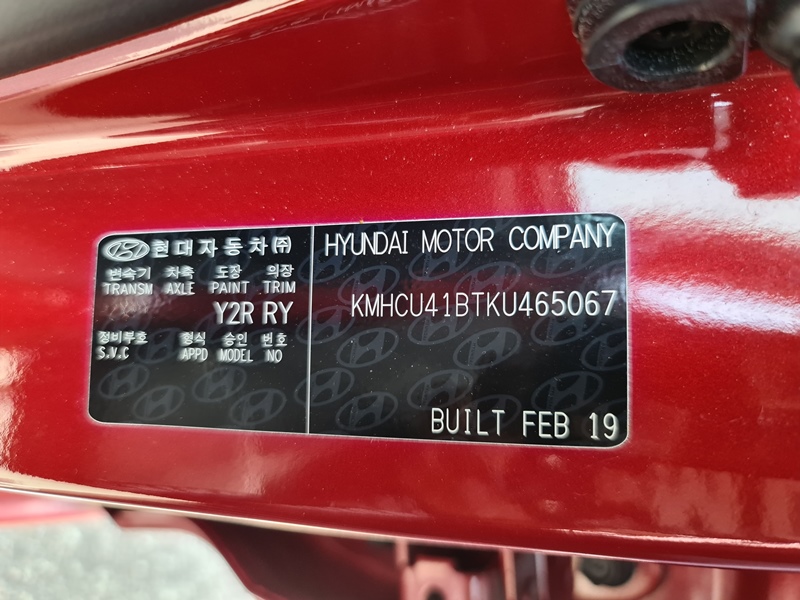 현대자동차㈜
변속기 차축 도장 의장
TRANSM AXLE PAINT TRIM
Y2R RY
정비부호 형식 승인 번호
S.V.C APPD MODEL NO
HYUNDAI MOTOR COMPANY
KMHCU41BTKU465067
BUILT FEB 19